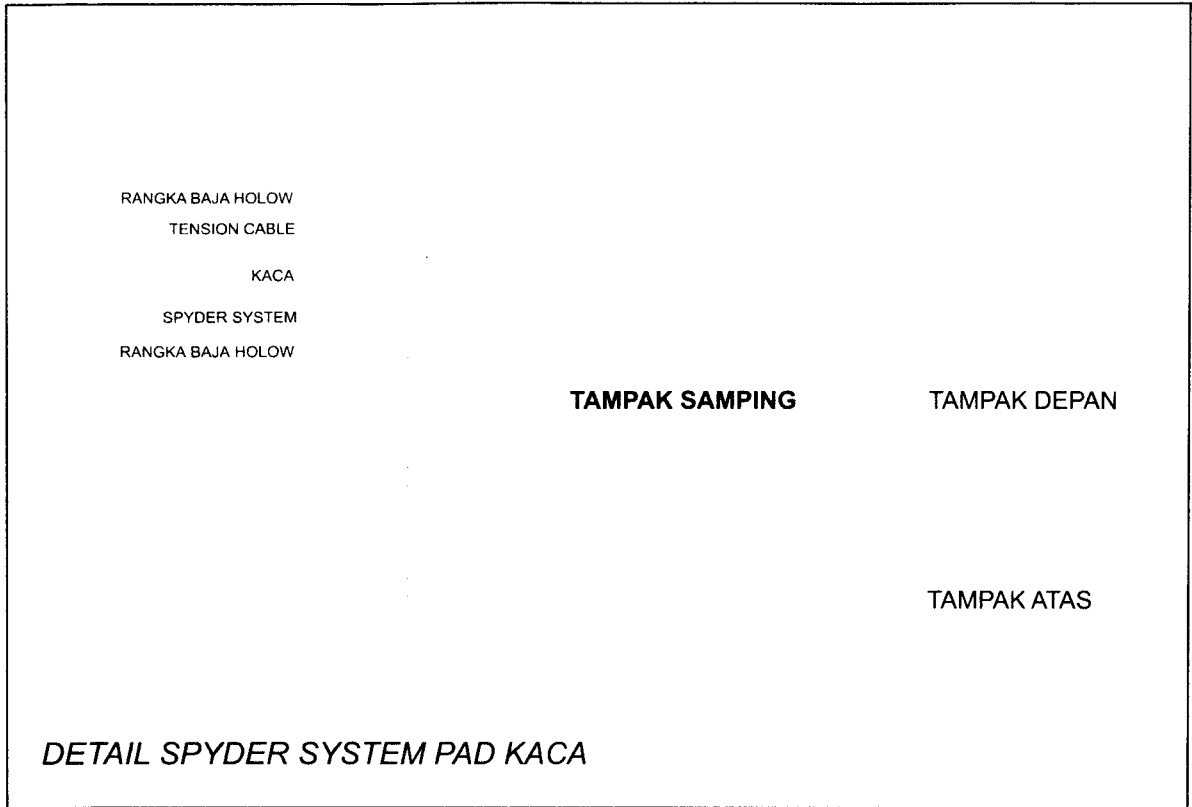 RANGKA BAJA HOLOW
TENSION CABLE
KACA
SPYDER SYSTEM
RANGKA BAJA HOLOW
TAMPAK SAMPING
TAMPAK DEPAN
TAMPAK ATAS
DETAIL SPYDER SYSTEM PAD KACA